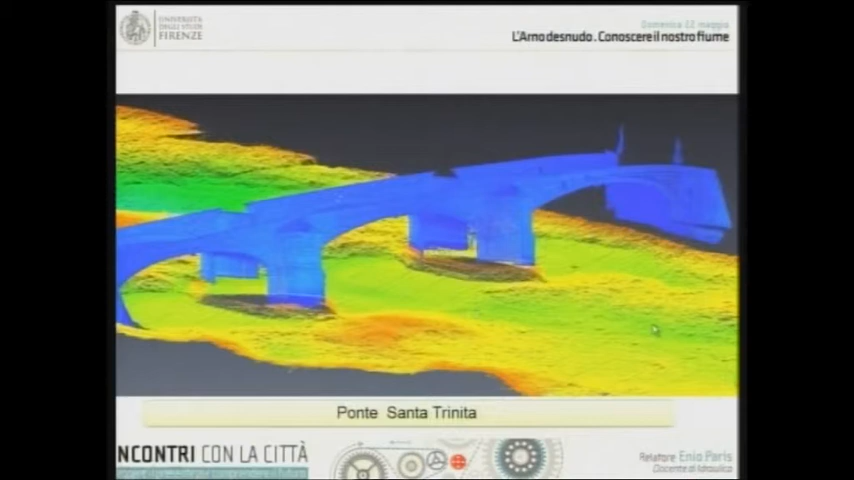 UNIVERSITÀ
DEGLI STUDI
FIRENZE
Domenica 12 maggio
L'Arno desnudo. Conoscere il nostro fiume
Ponte Santa Trinita
NCONTRI CON LA CITTÀ
Relatore Enio Paris
Docente di Idraulica